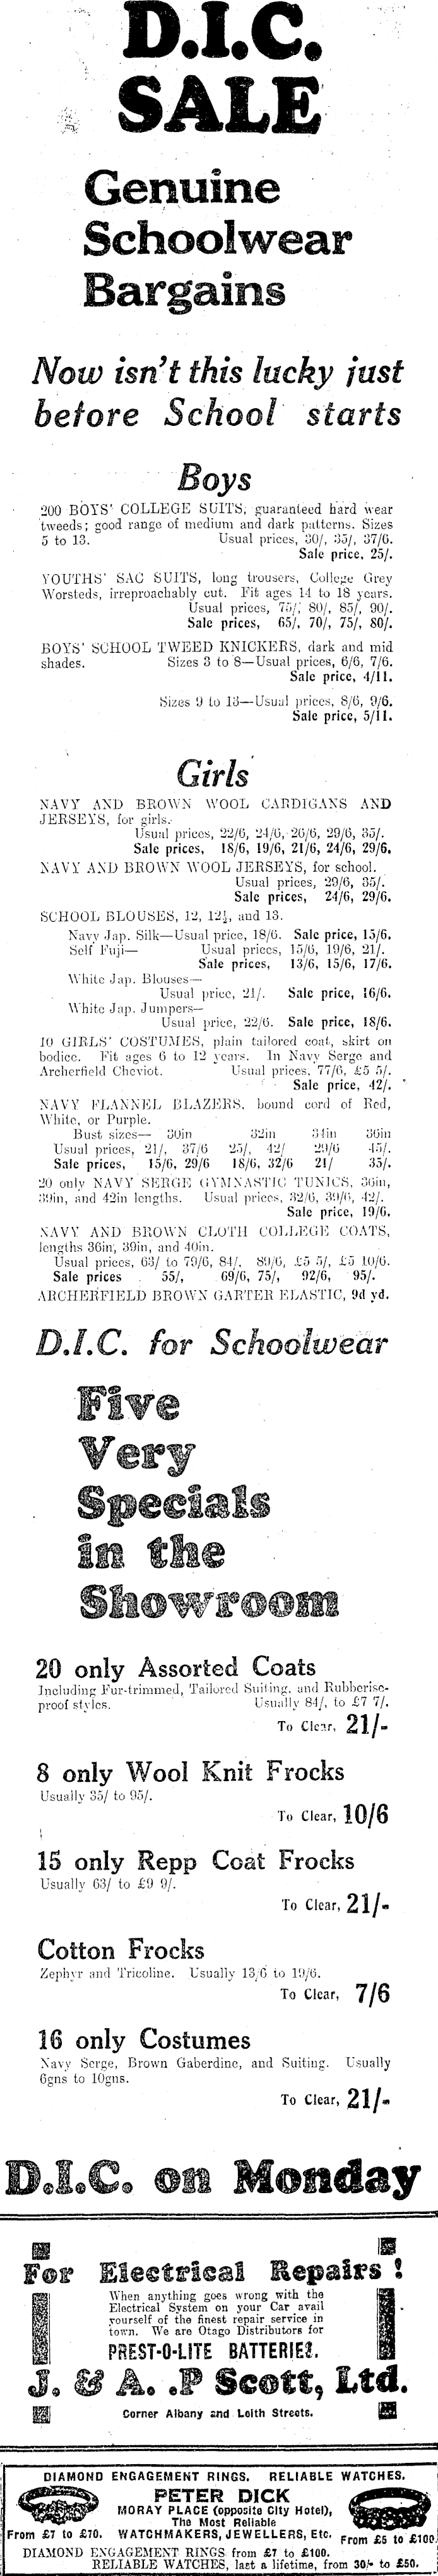 D.I.C.
SALE
Genuine
Schoolwear
Bargains
Now isn't this lucky just
before School starts
Boys
200 BOYS' COLLEGE SUITS, guaranteed hard wear
tweeds; good range of medium and dark patterns. Sizes
5 to 13. Usual prices, 30/, 35/, 37/6.
Sale price, 25/.
YOUTHS' SAC SUITS, long trousers, College Grey
Worsteds, irreproachably cut. Fit ages 14 to 18 years.
Usual prices, 75/, 80/, 85/, 90/.
Sale prices, 65/, 70/, 75/, 80/.
BOYS' SCHOOL TWEED KNICKERS, dark and mid
shades. Sizes 3 to 8—Usual prices, 6/6, 7/6.
Sale price, 4/11.
Sizes 9 to 13—Usual prices, 8/6, 9/6.
Sale price, 5/11.
Girls
NAVY AND BROWN WOOL CARDIGANS AND
JERSEYS, for girls.
Usual prices, 22/6, 24/6, 26/6, 29/6, 35/.
Sale prices, 18/6, 19/6, 21/6, 24/6, 29/6.
NAVY AND BROWN WOOL JERSEYS, for school.
Usual prices, 29/6, 35/.
Sale prices, 24/6, 29/6.
SCHOOL BLOUSES, 12, 12½, and 13.
Navy Jap. Silk—Usual price, 18/6. Sale price, 15/6.
Self Fuji— Usual prices, 15/6, 19/6, 21/.
Sale prices, 13/6, 15/6, 17/6.
White Jap. Blouses—
Usual price, 21/. Sale price, 16/6.
White Jap. Jumpers—
Usual price, 22/6. Sale price, 18/6.
10 GIRLS' COSTUMES, plain tailored coat, skirt on
bodice. Fit ages 6 to 12 years. In Navy Serge and
Archerfield Cheviot. Usual prices, 77/6, £5 5/.
Sale price, 42/.
NAVY FLANNEL BLAZERS, bound cord of Red,
White, or Purple.
Bust sizes— 30in 32in 34in 36in
Usual prices, 21/, 37/6 25/, 42/ 29/6 45/.
Sale prices, 15/6, 29/6 18/6, 32/6 21/ 35/.
20 only NAVY SERGE GYMNASTIC TUNICS, 36in,
39in, and 42in lengths. Usual prices, 32/6, 39/6, 42/.
Sale price, 19/6.
NAVY AND BROWN CLOTH COLLEGE COATS,
lengths 36in, 39in, and 40in.
Usual prices, 63/ to 79/6, 84/, 89/6, £5 5/, £5 10/6.
Sale prices 55/, 69/6, 75/, 92/6, 95/.
ARCHERFIELD BROWN GARTER ELASTIC, 9d yd.
D.I.C. for Schoolwear
Five
Very
Specials
in the
Showroom
20 only Assorted Coats
Including Fur-trimmed, Tailored Suiting, and Rubberise-
proof styles. Usually 84/, to £7 7/.
To Clear, 21/-
8 only Wool Knit Frocks
Usually 35/ to 95/.
To Clear, 10/6
15 only Repp Coat Frocks
Usually 63/ to £9 9/.
To Clear, 21/-
Cotton Frocks
Zephyr and Tricoline. Usually 13/6 to 19/6.
To Clear, 7/6
16 only Costumes
Navy Serge, Brown Gaberdine, and Suiting. Usually
6gns to 10gns.
To Clear, 21/-
D.I.C. on Monday
For Electrical Repairs!
When anything goes wrong with the
Electrical System on your Car avail
yourself of the finest repair service in
town. We are Otago Distributors for
PREST-O-LITE BATTERIES.
J. & A. .P Scott, Ltd.
Corner Albany and Leith Streets.
DIAMOND ENGAGEMENT RINGS. RELIABLE WATCHES.
PETER DICK
MORAY PLACE (opposite City Hotel),
The Most Reliable
WATCHMAKERS, JEWELLERS, Etc.
From £7 to £70.
From £5 to £100.
DIAMOND ENGAGEMENT RINGS from £7 to £100.
RELIABLE WATCHES, last a lifetime, from 30/- to £50.